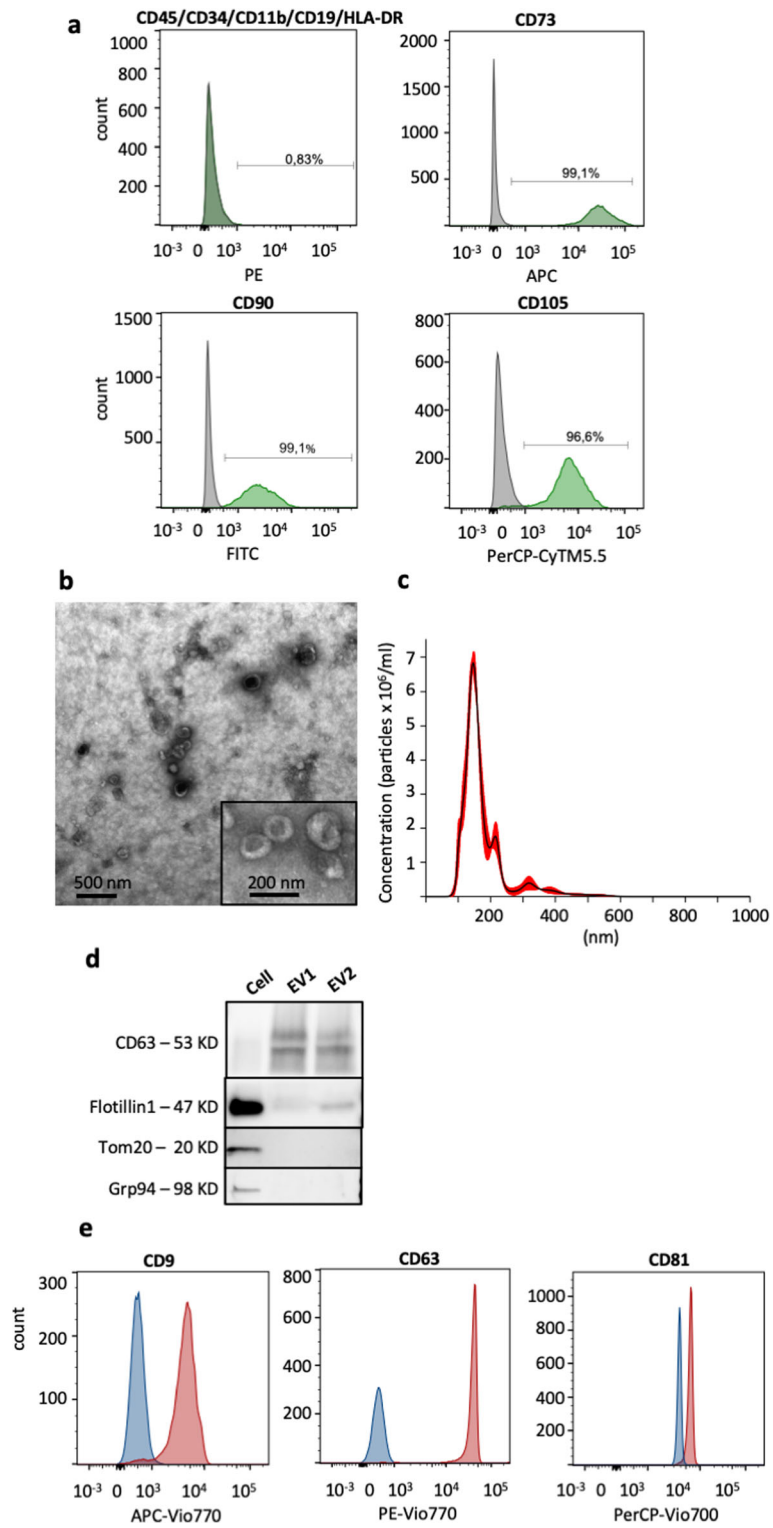 a
CD45/CD34/CD11b/CD19/HLA-DR
count
1000
800
600
400
200
0,83%
10-3 0 103 104 105
PE
CD73
2000
1500
1000
500
99,1%
10-3 0 103 104 105
APC
CD90
count
1500
1000
500
99,1%
10-3 0 103 104 105
FITC
CD105
800
600
400
200
96,6%
10-3 0 103 104 105
PerCP-CyTM5.5
b
500 nm
200 nm
c
Concentration (particles x 10⁶/ml)
7
6
5
4
3
2
1
200 400 600 800 1000
(nm)
d
Cell EV1 EV2
CD63 – 53 KD
Flotillin1 – 47 KD
Tom20 – 20 KD
Grp94 – 98 KD
e
CD9
count
300
200
100
10-3 0 103 104 105
APC-Vio770
CD63
800
600
400
200
10-3 0 103 104 105
PE-Vio770
CD81
1000
800
600
400
200
10-3 0 103 104 105
PerCP-Vio700